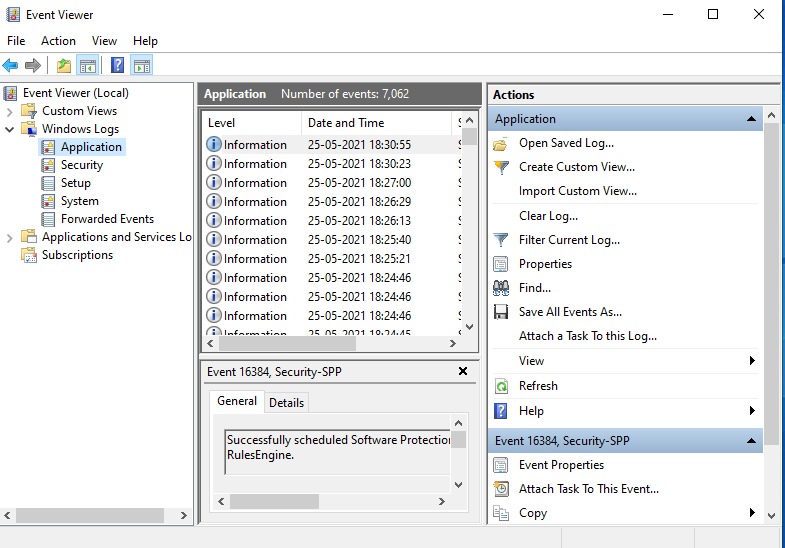 Event Viewer
File Action View Help
Event Viewer (Local)
Custom Views
Windows Logs
Application
Security
Setup
System
Forwarded Events
Applications and Services Lo
Subscriptions
Application Number of events: 7,062
Level Date and Time
Information 25-05-2021 18:30:55
Information 25-05-2021 18:30:23
Information 25-05-2021 18:27:00
Information 25-05-2021 18:26:29
Information 25-05-2021 18:26:13
Information 25-05-2021 18:25:40
Information 25-05-2021 18:25:21
Information 25-05-2021 18:24:46
Information 25-05-2021 18:24:46
Information 25-05-2021 18:24:46
Information 25-05-2021 18:24:45
Event 16384, Security-SPP
General Details
Successfully scheduled Software Protection
RulesEngine.
Actions
Application
Open Saved Log...
Create Custom View...
Import Custom View...
Clear Log...
Filter Current Log...
Properties
Find...
Save All Events As...
Attach a Task To this Log...
View
Refresh
Help
Event 16384, Security-SPP
Event Properties
Attach Task To This Event...
Copy